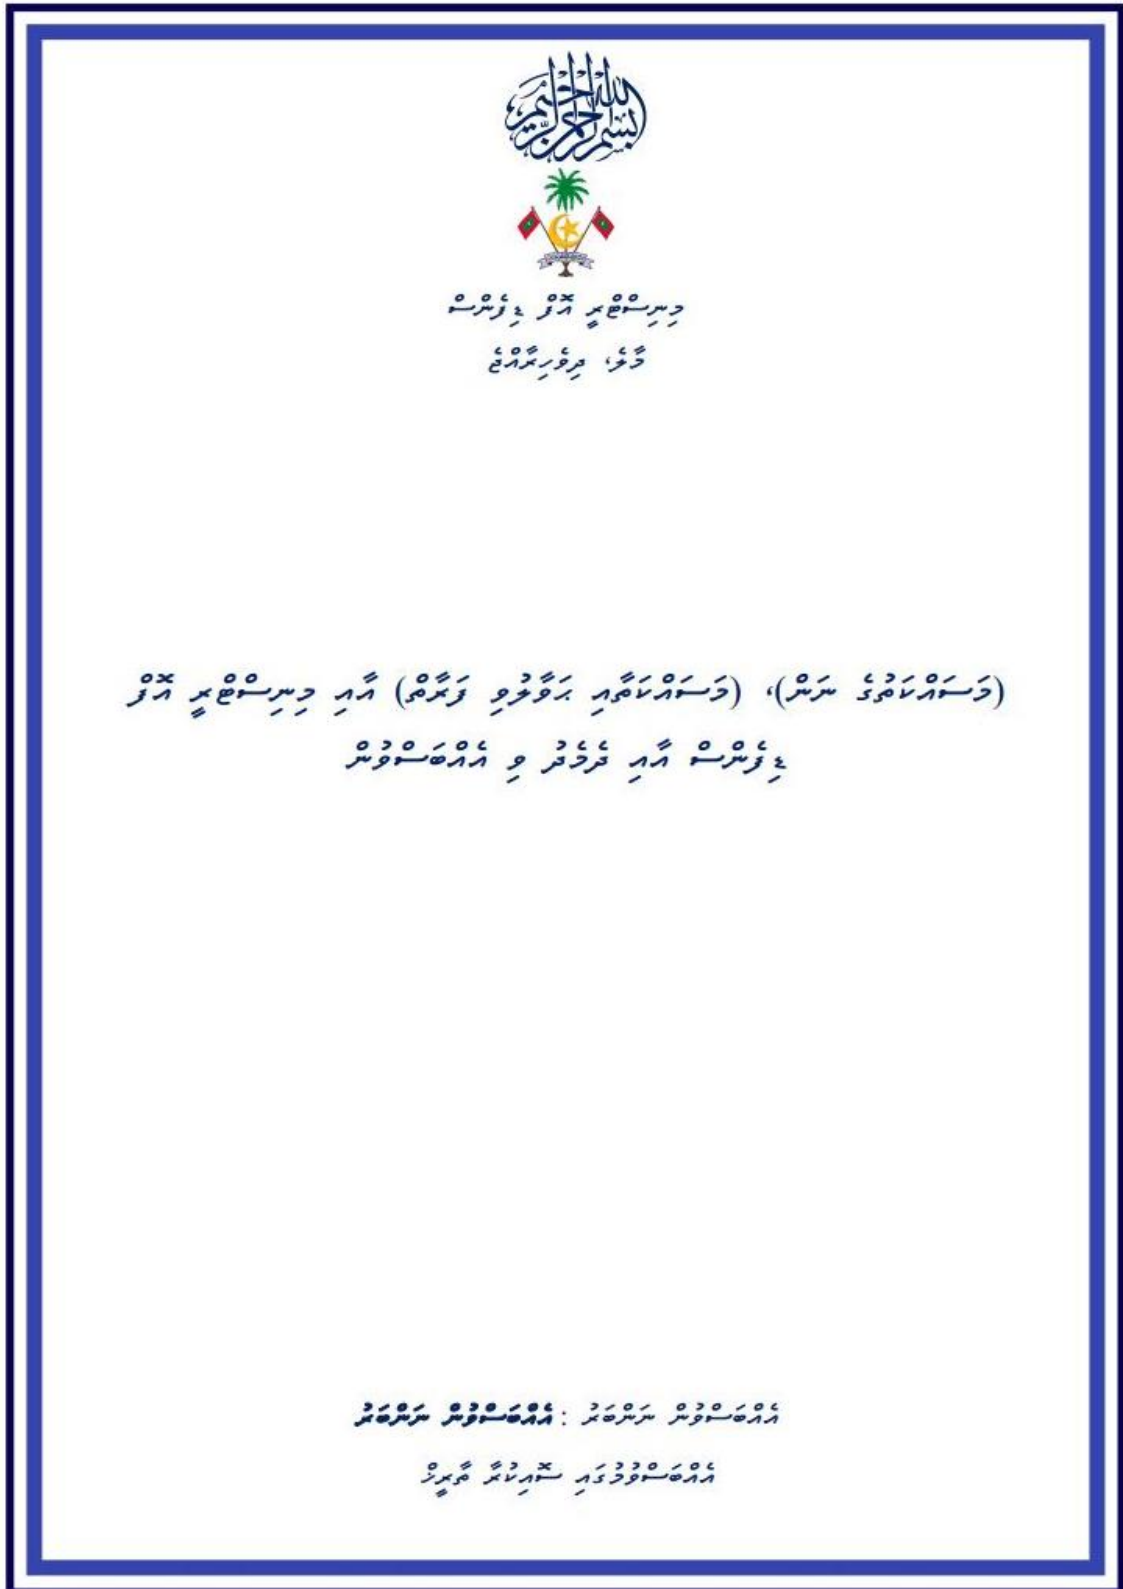 بسم الله الرحمن الرحيم
މިނިސްޓްރީ އޮފް ޑިފެންސް
މާލެ، ދިވެހިރާއްޖެ
(މަސައްކަތުގެ ނަން)، (މަސައްކަތާއި ޙަވާލުވި ފަރާތް) އާއި މިނިސްޓްރީ އޮފް
ޑިފެންސް އާއި ދެމެދު ވި އެއްބަސްވުން
އެއްބަސްވުން ނަންބަރު : އެއްބަސްވުން ނަންބަރު
އެއްބަސްވުމުގައި ސޮއިކުރާ ތާރީޚް